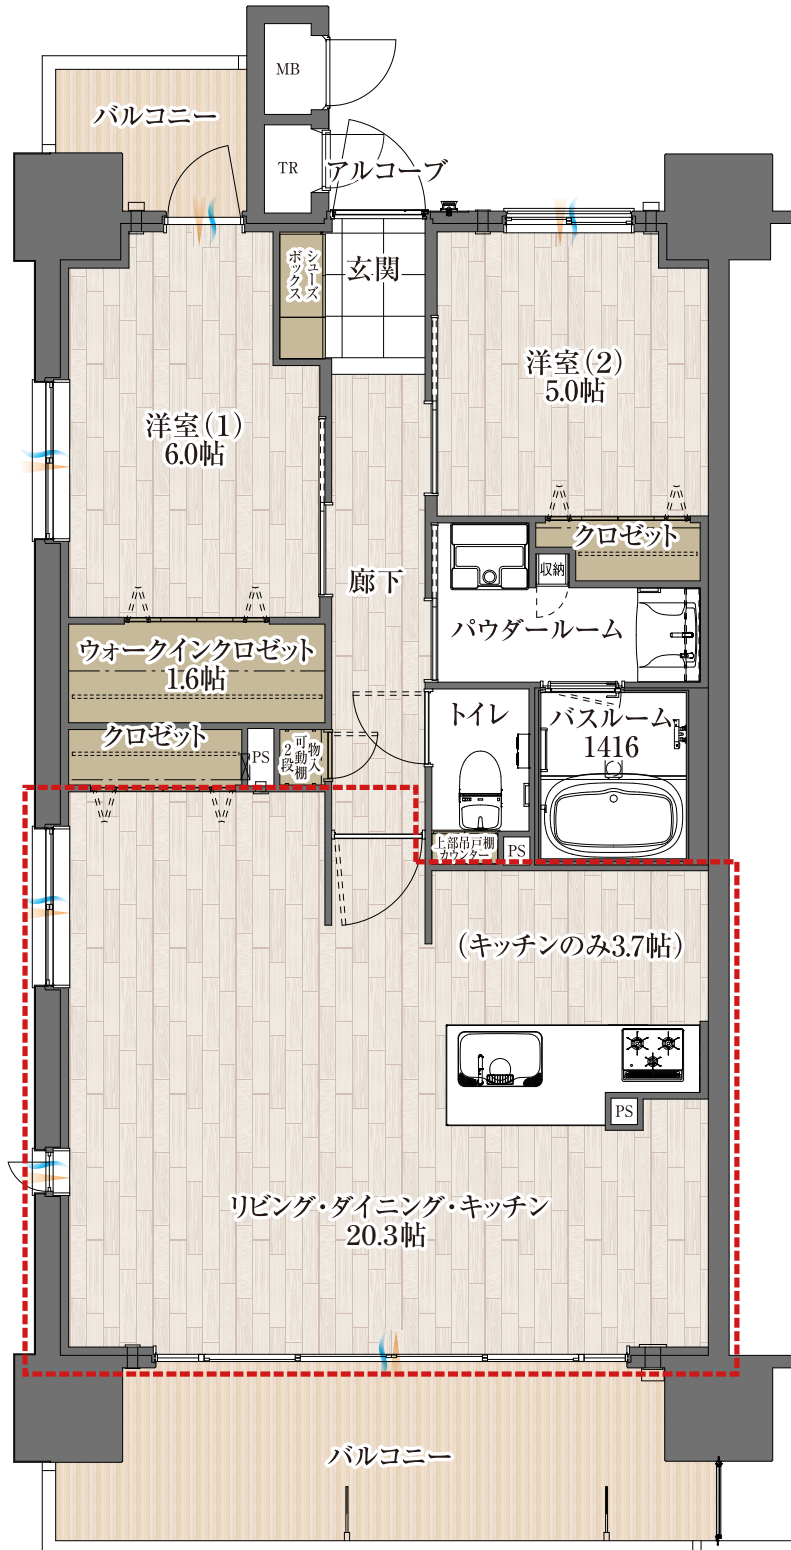 MB
バルコニー
TR
アルコーブ
シューズ
ボックス
玄関
洋室(2)
5.0帖
洋室(1)
6.0帖
クロゼット
収納
廊下
パウダールーム
ウォークインクロゼット
1.6帖
トイレ
バスルーム
1416
クロゼット
PS
物入
可動棚
2段
上部吊戸棚
カウンター
PS
(キッチンのみ3.7帖)
PS
リビング・ダイニング・キッチン
20.3帖
バルコニー